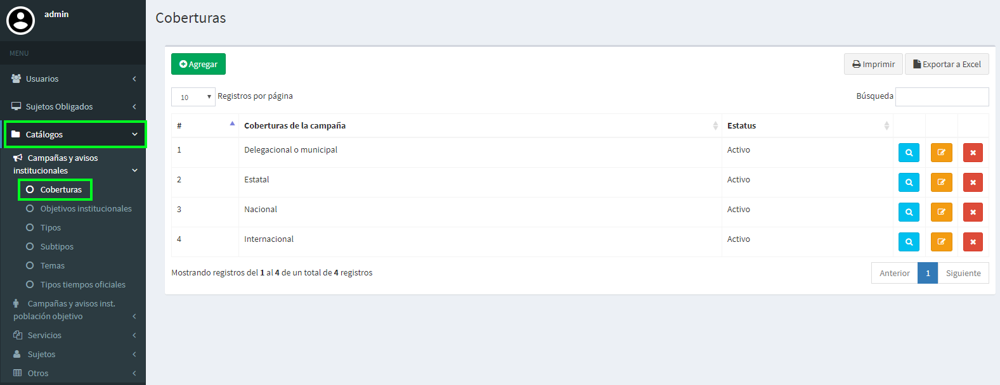 admin
MENU
Usuarios
Sujetos Obligados
Catálogos
Campañas y avisos
institucionales
Coberturas
Objetivos institucionales
Tipos
Subtipos
Temas
Tipos tiempos oficiales
Campañas y avisos inst.
población objetivo
Servicios
Sujetos
Otros
Coberturas
Agregar Imprimir Exportar a Excel
10 Registros por página Búsqueda
# Coberturas de la campaña Estatus
1 Delegacional o municipal Activo
2 Estatal Activo
3 Nacional Activo
4 Internacional Activo
Mostrando registros del 1 al 4 de un total de 4 registros Anterior 1 Siguiente